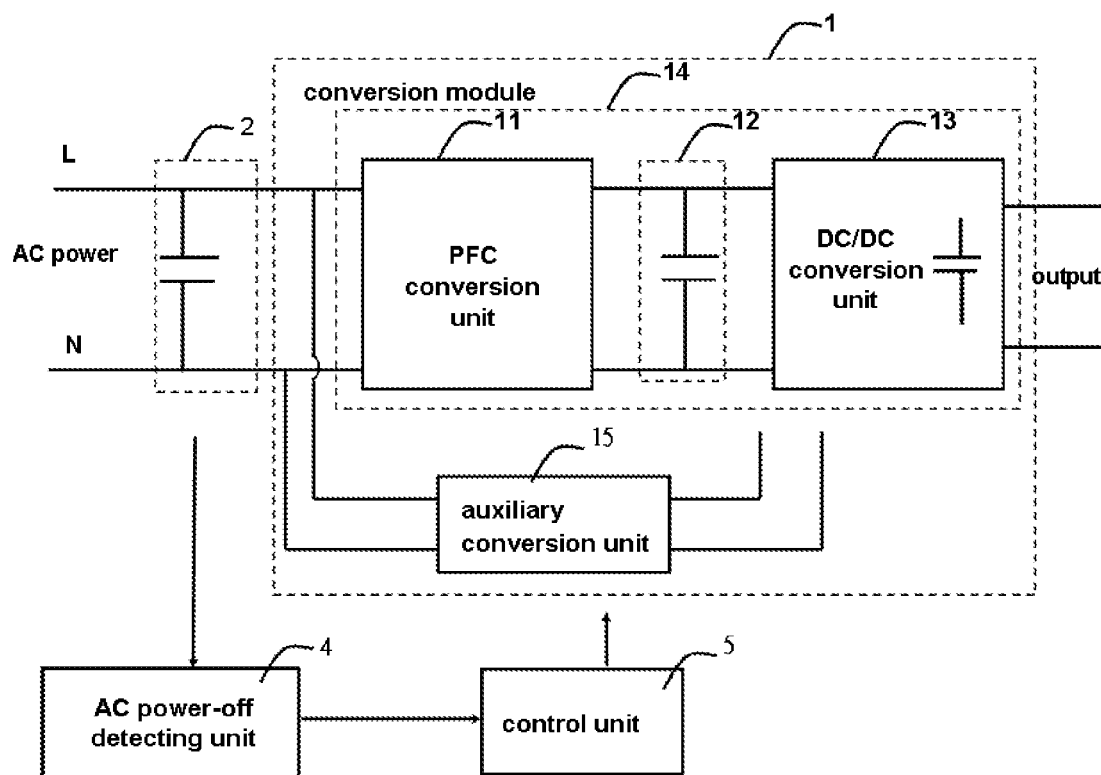 1
14
conversion module
2
11
12
13
L
AC power
PFC
conversion
unit
DC/DC
conversion
unit
output
N
15
auxiliary
conversion unit
4
5
AC power-off
detecting unit
control unit